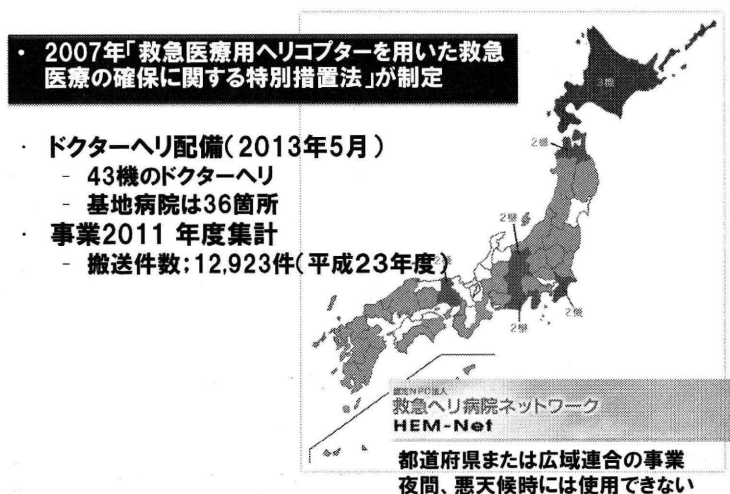 ・ 2007年「救急医療用ヘリコプターを用いた救急
医療の確保に関する特別措置法」が制定
・ ドクターヘリ配備(2013年5月)
- 43機のドクターヘリ
- 基地病院は36箇所
・ 事業2011 年度集計
- 搬送件数;12,923件(平成23年度)
3機
2機
2機
2機
2機
2機
認定NPO法人
救急ヘリ病院ネットワーク
HEM-Net
都道府県または広域連合の事業
夜間、悪天候時には使用できない